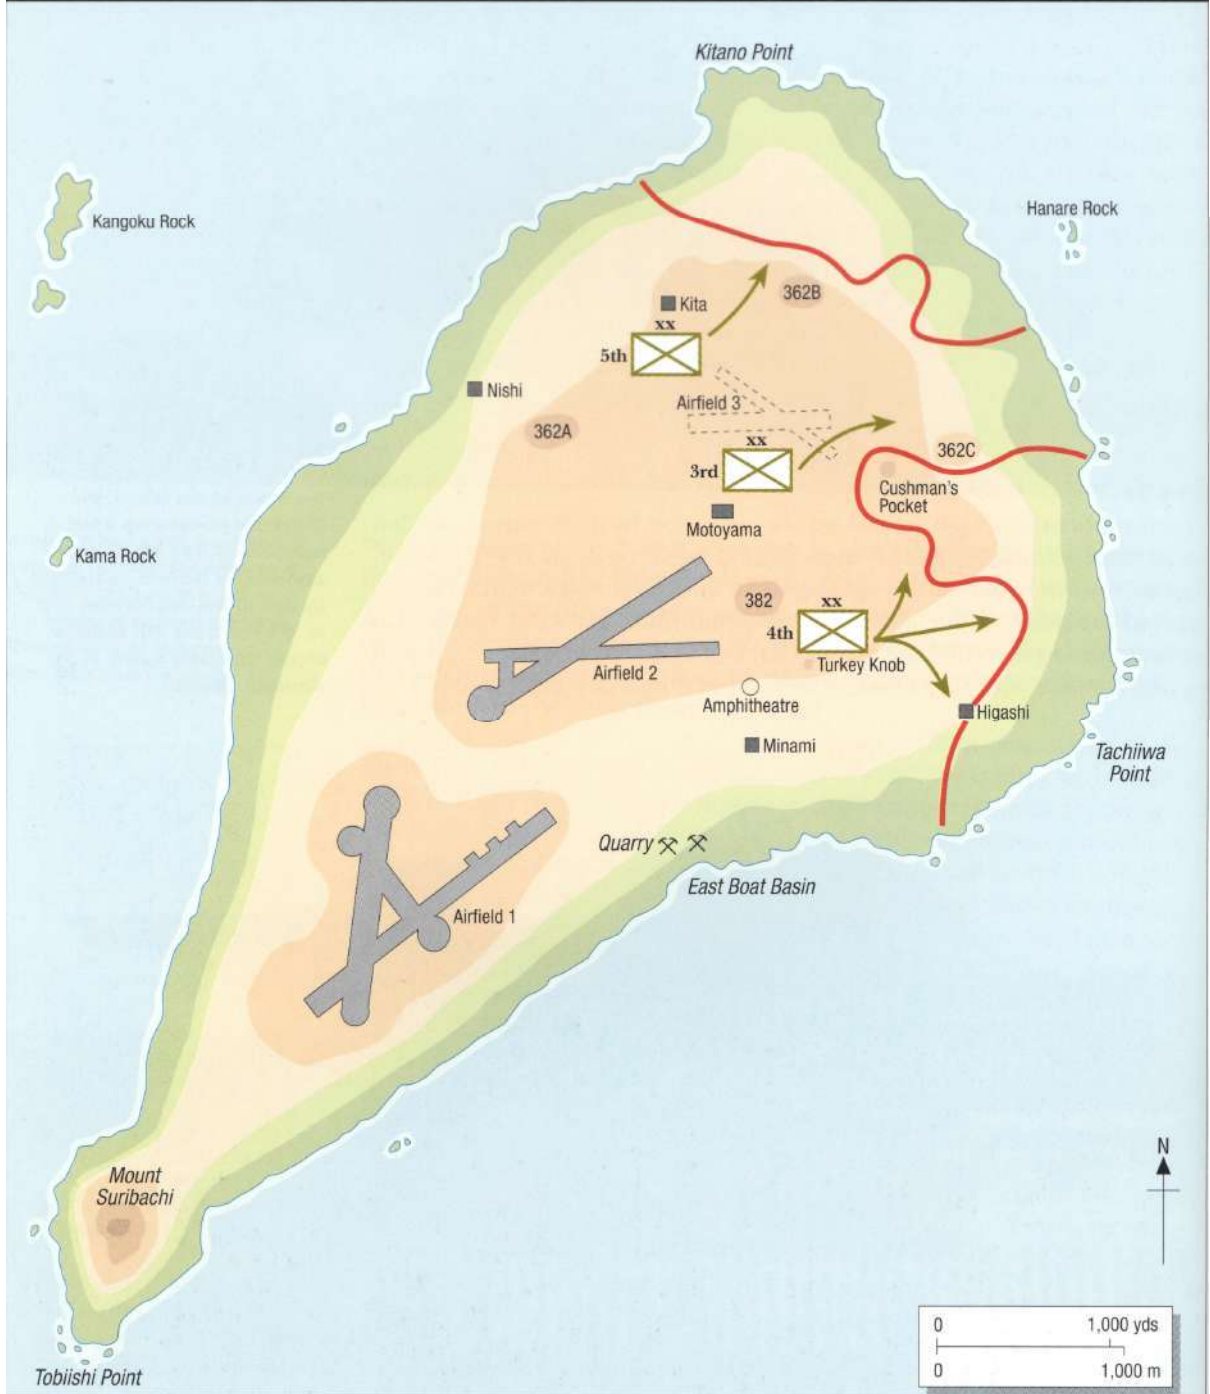 Kitano Point
Kangoku Rock
Hanare Rock
362B
Kita
xx
5th
Nishi
Airfield 3
362A
xx
362C
3rd
Cushman's
Pocket
Motoyama
Kama Rock
382
xx
4th
Turkey Knob
Airfield 2
Amphitheatre
Higashi
Minami
Tachiiwa
Point
Quarry
East Boat Basin
Airfield 1
N
Mount
Suribachi
0 1,000 yds
0 1,000 m
Tobiishi Point